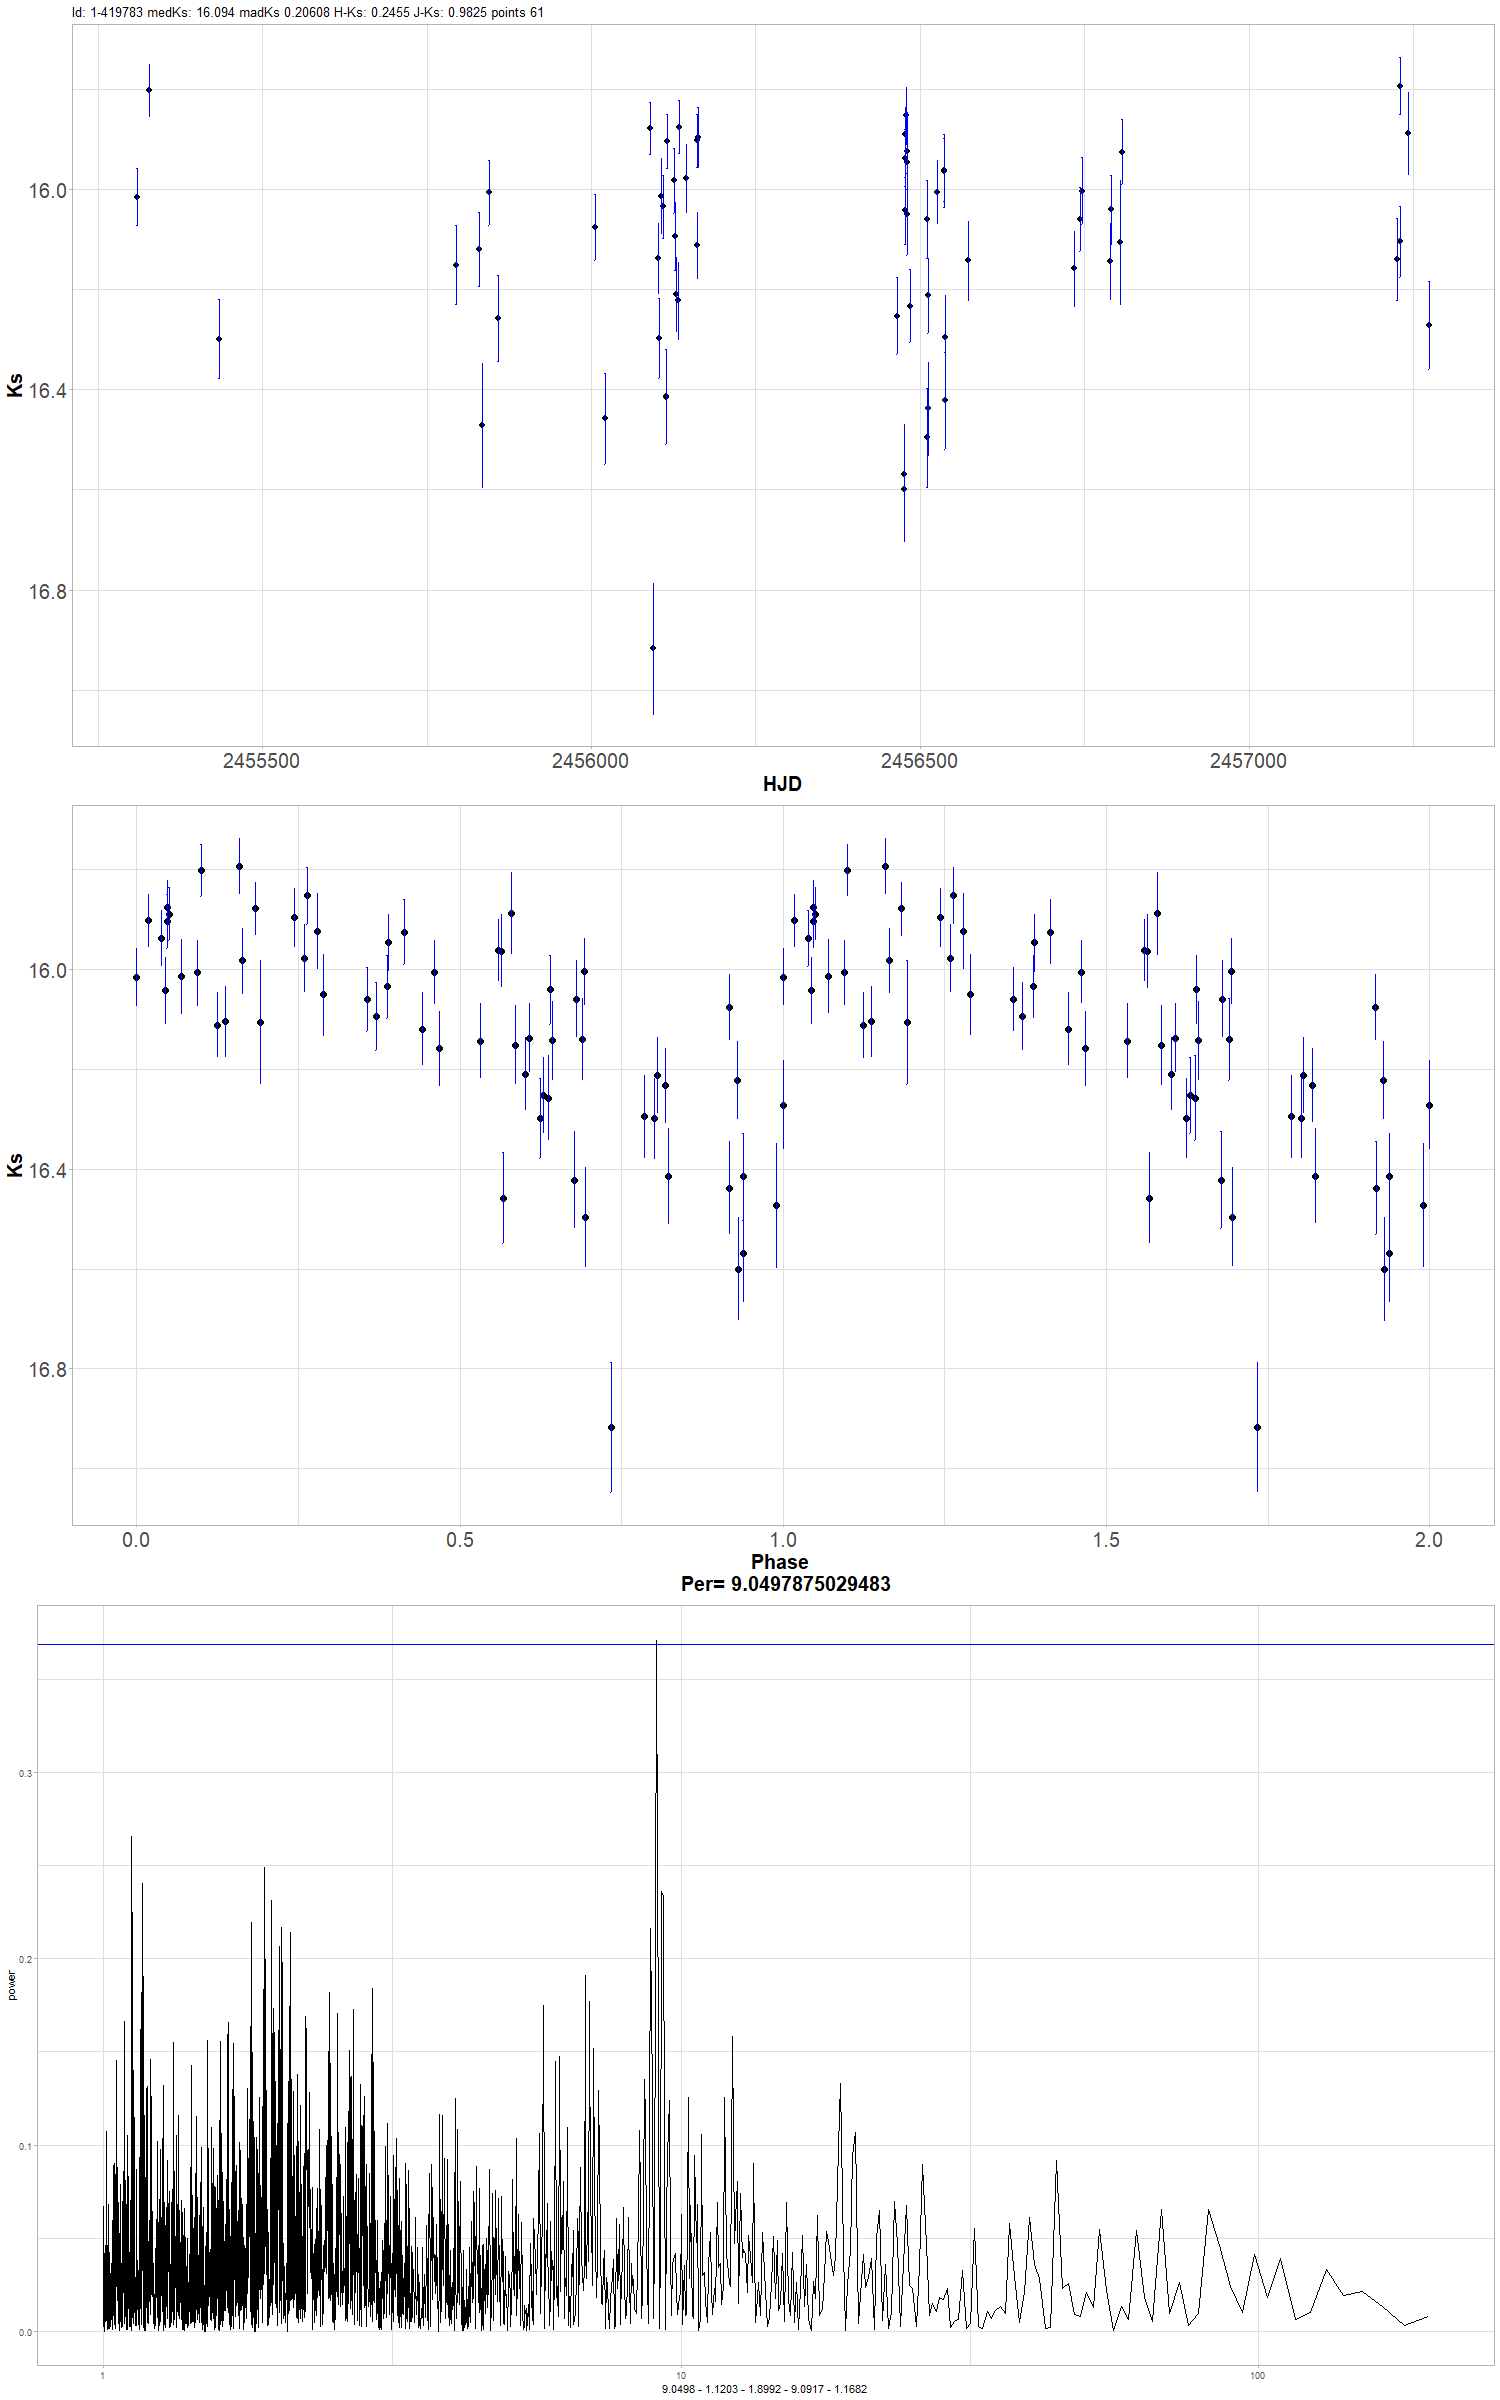 Id: 1-419783 medKs: 16.094 madKs 0.20608 H-Ks: 0.2455 J-Ks: 0.9825 points 61
16.0
16.4
16.8
Ks
2455500 2456000 2456500 2457000
HJD
16.0
16.4
16.8
Ks
0.0 0.5 1.0 1.5 2.0
Phase
Per= 9.0497875029483
0.3
0.2
0.1
0.0
power
1 10 100
9.0498 - 1.1203 - 1.8992 - 9.0917 - 1.1682